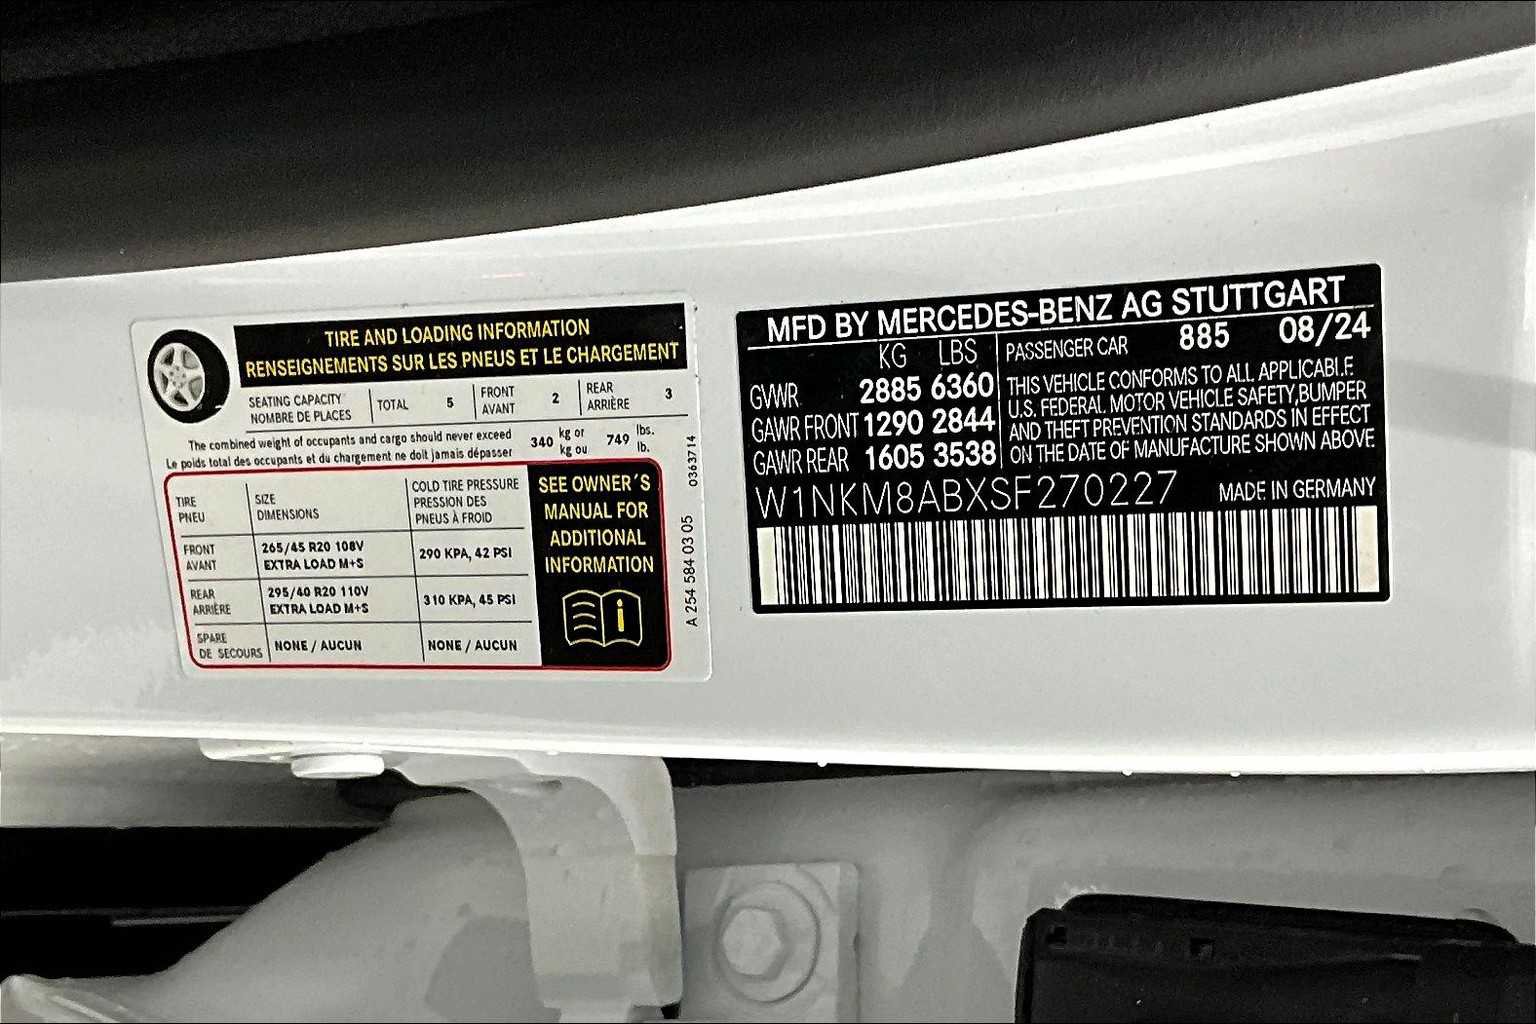 TIRE AND LOADING INFORMATION
RENSEIGNEMENTS SUR LES PNEUS ET LE CHARGEMENT
SEATING CAPACITY
NOMBRE DE PLACES
TOTAL 5
FRONT
AVANT
2
REAR
ARRIÈRE
3
The combined weight of occupants and cargo should never exceed
Le poids total des occupants et du chargement ne doit jamais dépasser
340 kg or
kg ou
749 lbs.
lb.
TIRE
PNEU
SIZE
DIMENSIONS
COLD TIRE PRESSURE
PRESSION DES
PNEUS À FROID
FRONT
AVANT
265/45 R20 108V
EXTRA LOAD M+S
290 KPA, 42 PSI
REAR
ARRIÈRE
295/40 R20 110V
EXTRA LOAD M+S
310 KPA, 45 PSI
SPARE
DE SECOURS
NONE / AUCUN
NONE / AUCUN
SEE OWNER´S
MANUAL FOR
ADDITIONAL
INFORMATION
i
A 254 584 03 05 0363714
MFD BY MERCEDES-BENZ AG STUTTGART
KG LBS
GVWR 2885 6360
GAWR FRONT 1290 2844
GAWR REAR 1605 3538
PASSENGER CAR 885 08/24
THIS VEHICLE CONFORMS TO ALL APPLICABLE
U.S. FEDERAL MOTOR VEHICLE SAFETY,BUMPER
AND THEFT PREVENTION STANDARDS IN EFFECT
ON THE DATE OF MANUFACTURE SHOWN ABOVE
W1NKM8ABXSF270227 MADE IN GERMANY